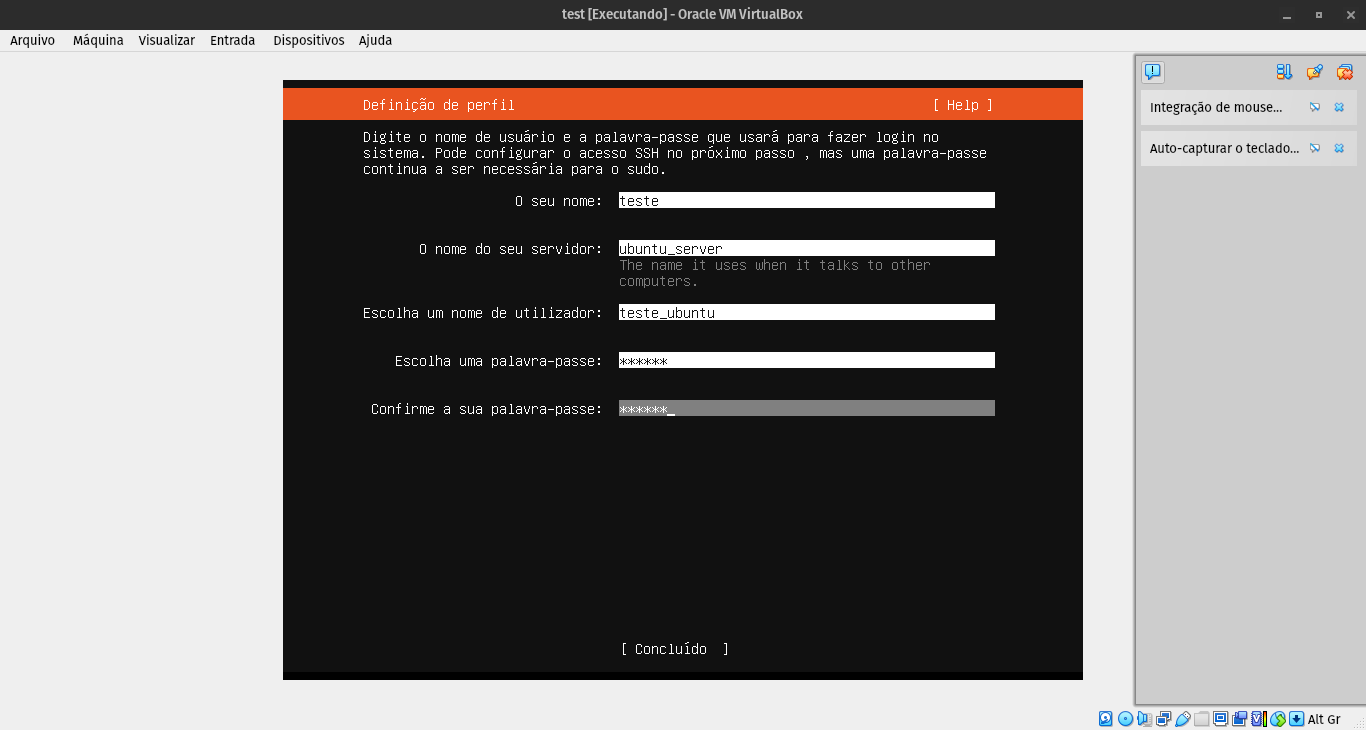 test [Executando] - Oracle VM VirtualBox
Arquivo Máquina Visualizar Entrada Dispositivos Ajuda
Definição de perfil [ Help ]
Digite o nome de usuário e a palavra-passe que usará para fazer login no
sistema. Pode configurar o acesso SSH no próximo passo , mas uma palavra-passe
continua a ser necessária para o sudo.
O seu nome: teste
O nome do seu servidor: ubuntu_server
The name it uses when it talks to other
computers.
Escolha um nome de utilizador: teste_ubuntu
Escolha uma palavra-passe: ******
Confirme a sua palavra-passe: ******_
[ Concluído ]
Integração de mouse...
Auto-capturar o teclado...
Alt Gr